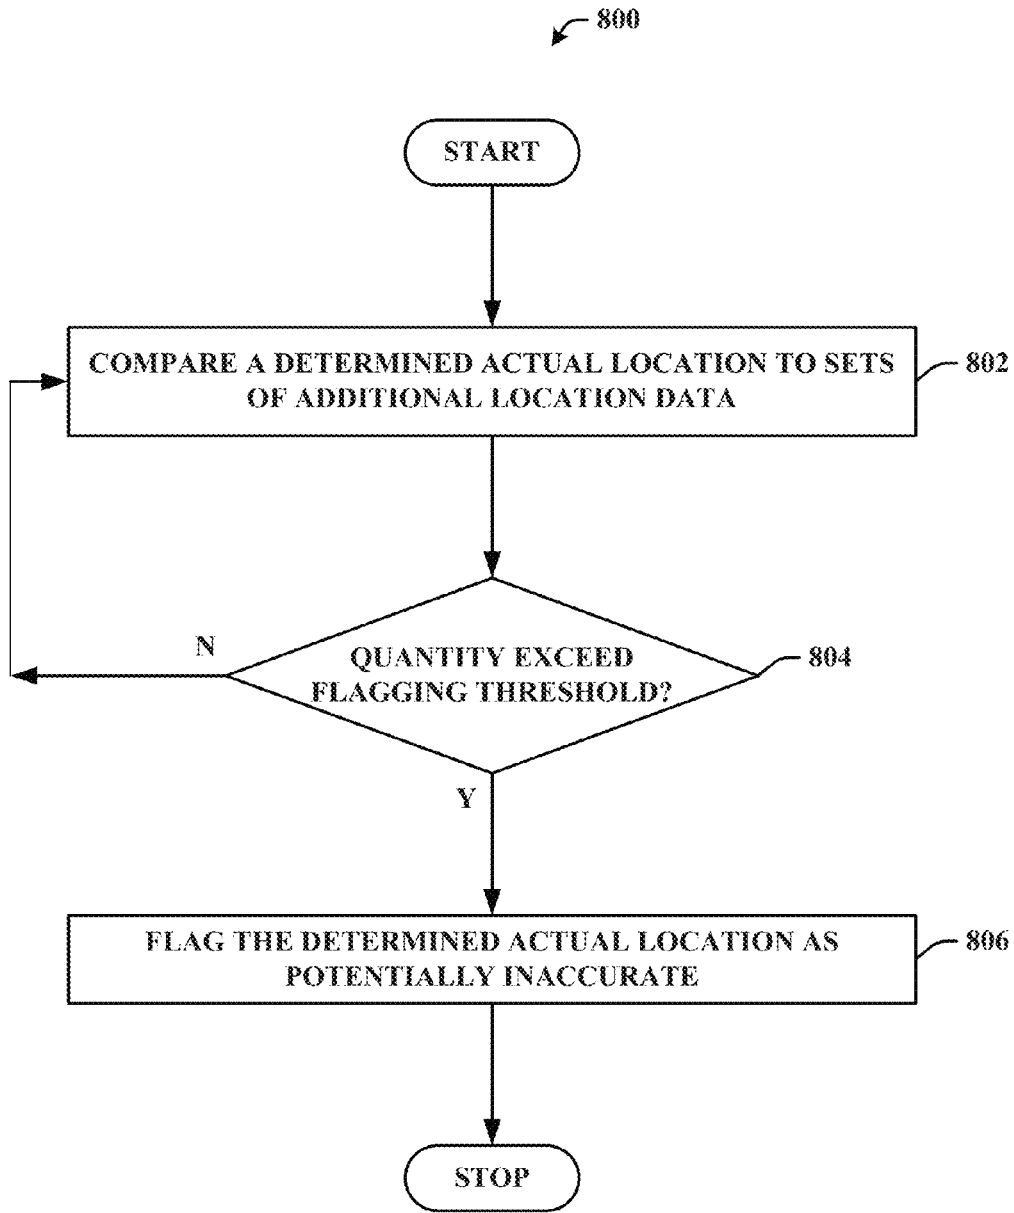 800
START
COMPARE A DETERMINED ACTUAL LOCATION TO SETS
OF ADDITIONAL LOCATION DATA
802
N
QUANTITY EXCEED
FLAGGING THRESHOLD?
804
Y
FLAG THE DETERMINED ACTUAL LOCATION AS
POTENTIALLY INACCURATE
806
STOP